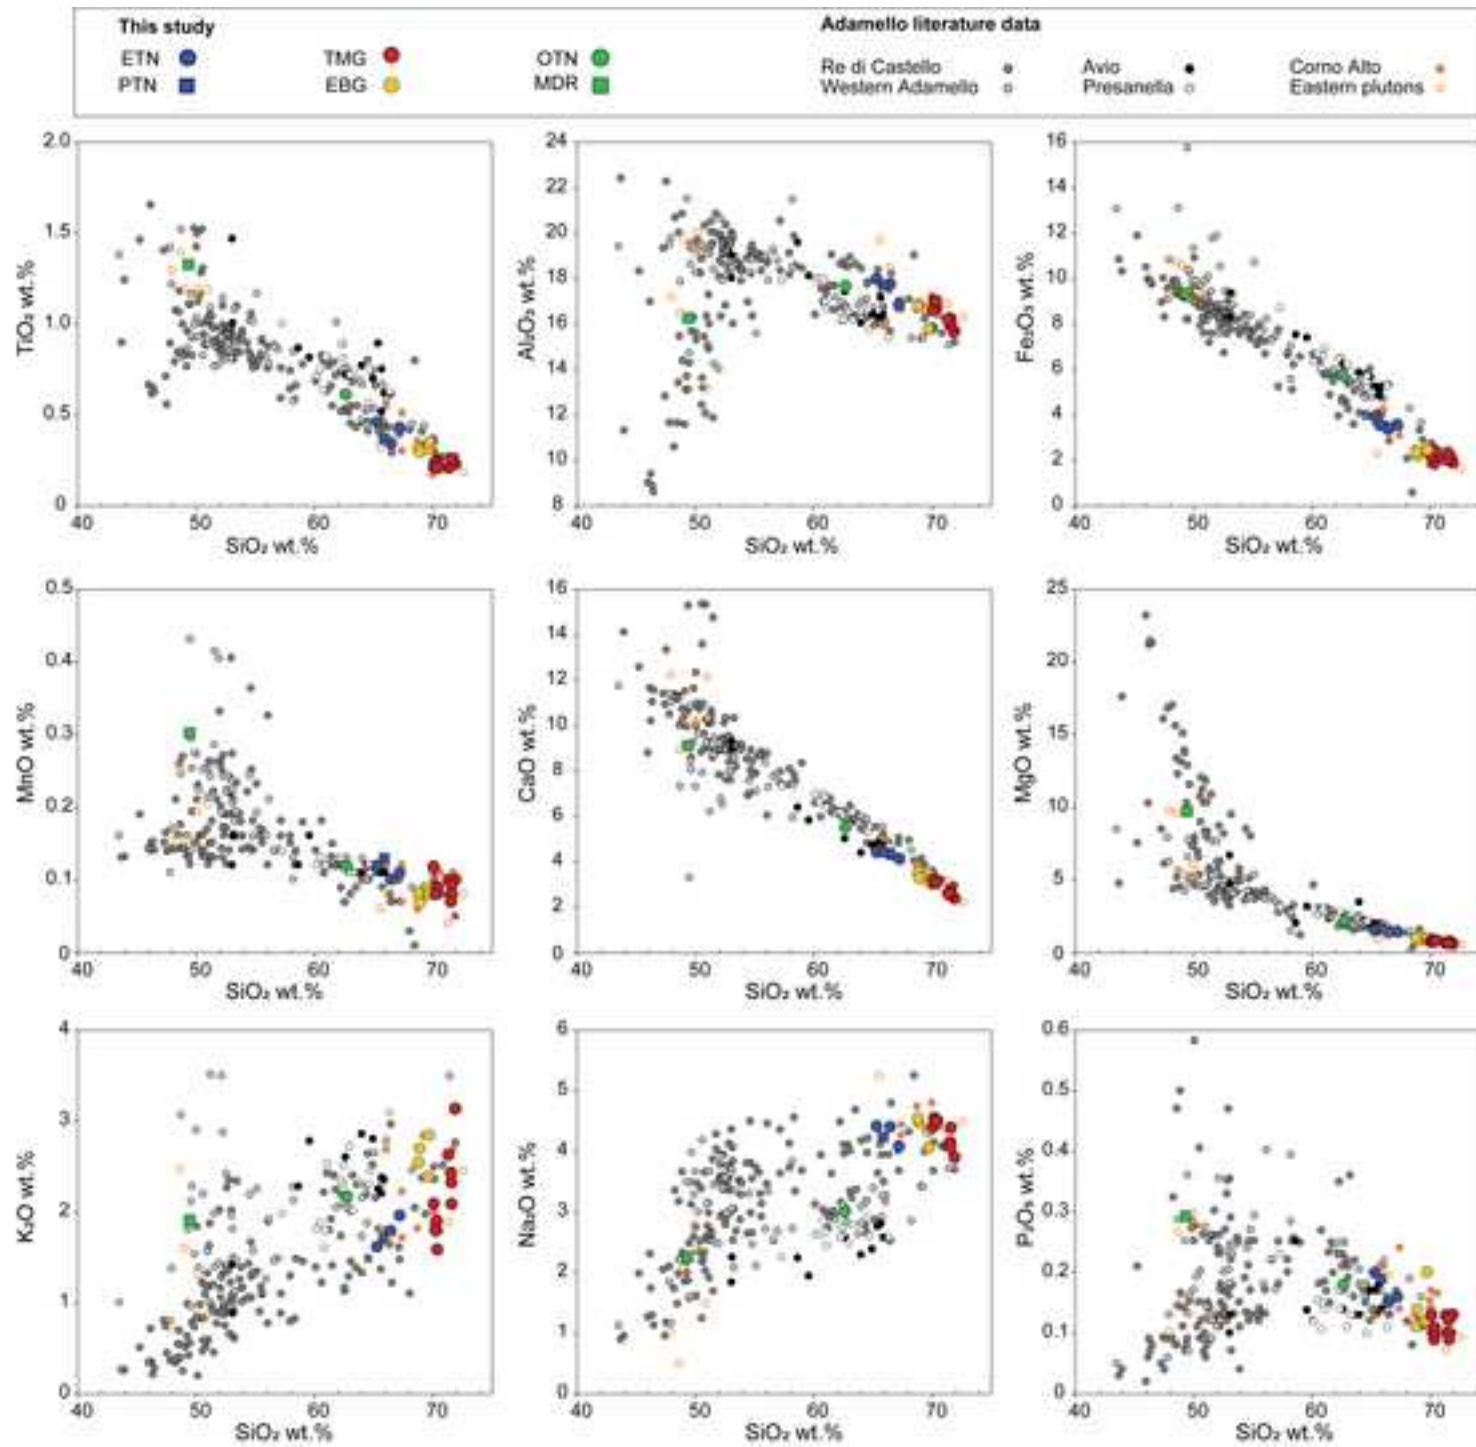 This study
Adamello literature data
ETN TMG OTN
PTN EBG MDR
Re di Castello Avio Corno Alto
Western Adamello Presanella Eastern plutons
2.0
1.5
1.0
0.5
0
TiO₂ wt.%
40 50 60 70
SiO₂ wt.%
24
22
20
18
16
14
12
10
8
Al₂O₃ wt.%
40 50 60 70
SiO₂ wt.%
16
14
12
10
8
6
4
2
0
Fe₂O₃ wt.%
40 50 60 70
SiO₂ wt.%
0.5
0.4
0.3
0.2
0.1
0
MnO wt.%
40 50 60 70
SiO₂ wt.%
16
14
12
10
8
6
4
2
0
CaO wt.%
40 50 60 70
SiO₂ wt.%
25
20
15
10
5
0
MgO wt.%
40 50 60 70
SiO₂ wt.%
4
3
2
1
0
K₂O wt.%
40 50 60 70
SiO₂ wt.%
6
5
4
3
2
1
0
Na₂O wt.%
40 50 60 70
SiO₂ wt.%
0.6
0.5
0.4
0.3
0.2
0.1
0
P₂O₅ wt.%
40 50 60 70
SiO₂ wt.%